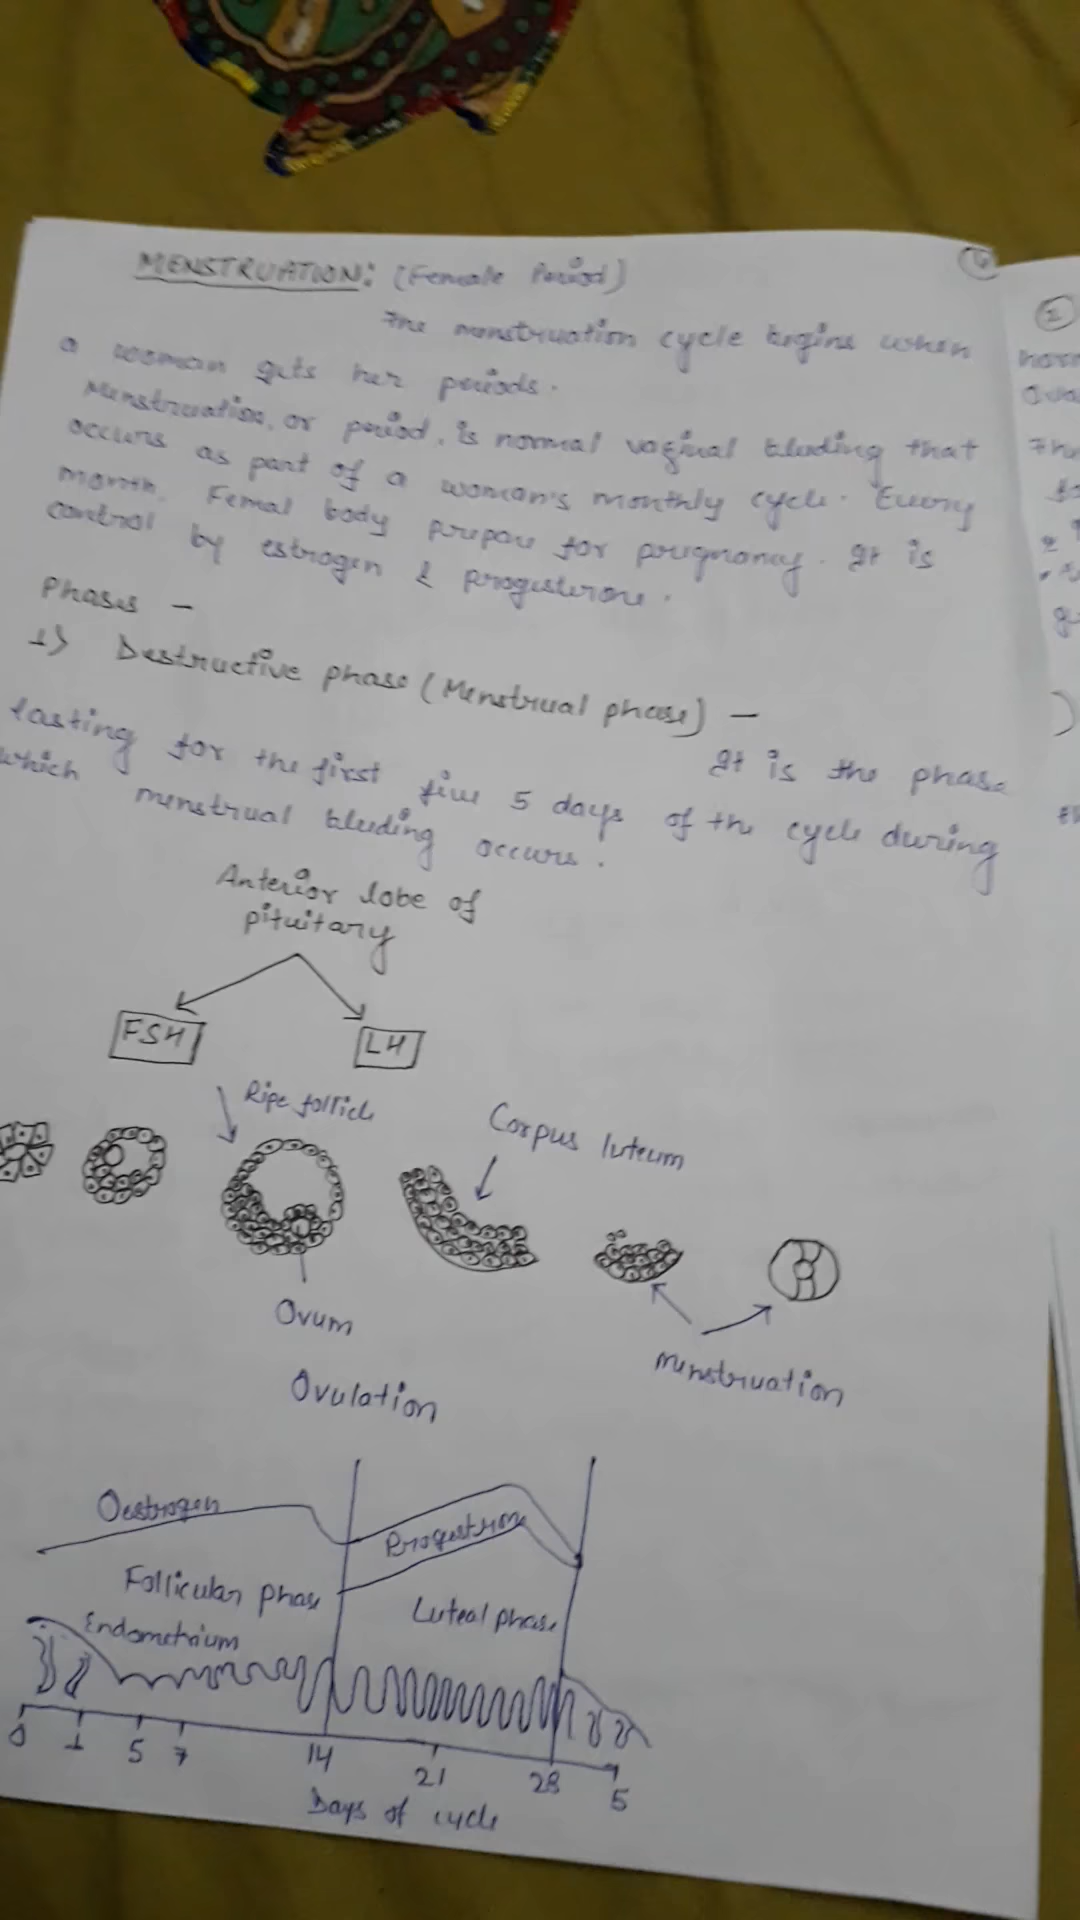 MENSTRUATION: (Female Period)
The menstruation cycle begins when
a woman gets her periods.
Menstruation, or period, is normal vaginal bleeding that
occurs as part of a woman's monthly cycle. Every
month, Femal body prepare for pregnancy. It is
control by estrogen & progesterone.
Phases -
1) Destructive phase (Menstrual phase) -
It is the phase
lasting for the first five 5 days of the cycle during
which menstrual bleeding occurs.
Anterior lobe of
pituitary
FSH
LH
Ripe follicle
Corpus luteum
Ovum
menstruation
Ovulation
Oestrogen
Progestrone
Follicular phase
Luteal phase
Endometrium
0 1 5 7 14 21 28 5
Days of cycle
2